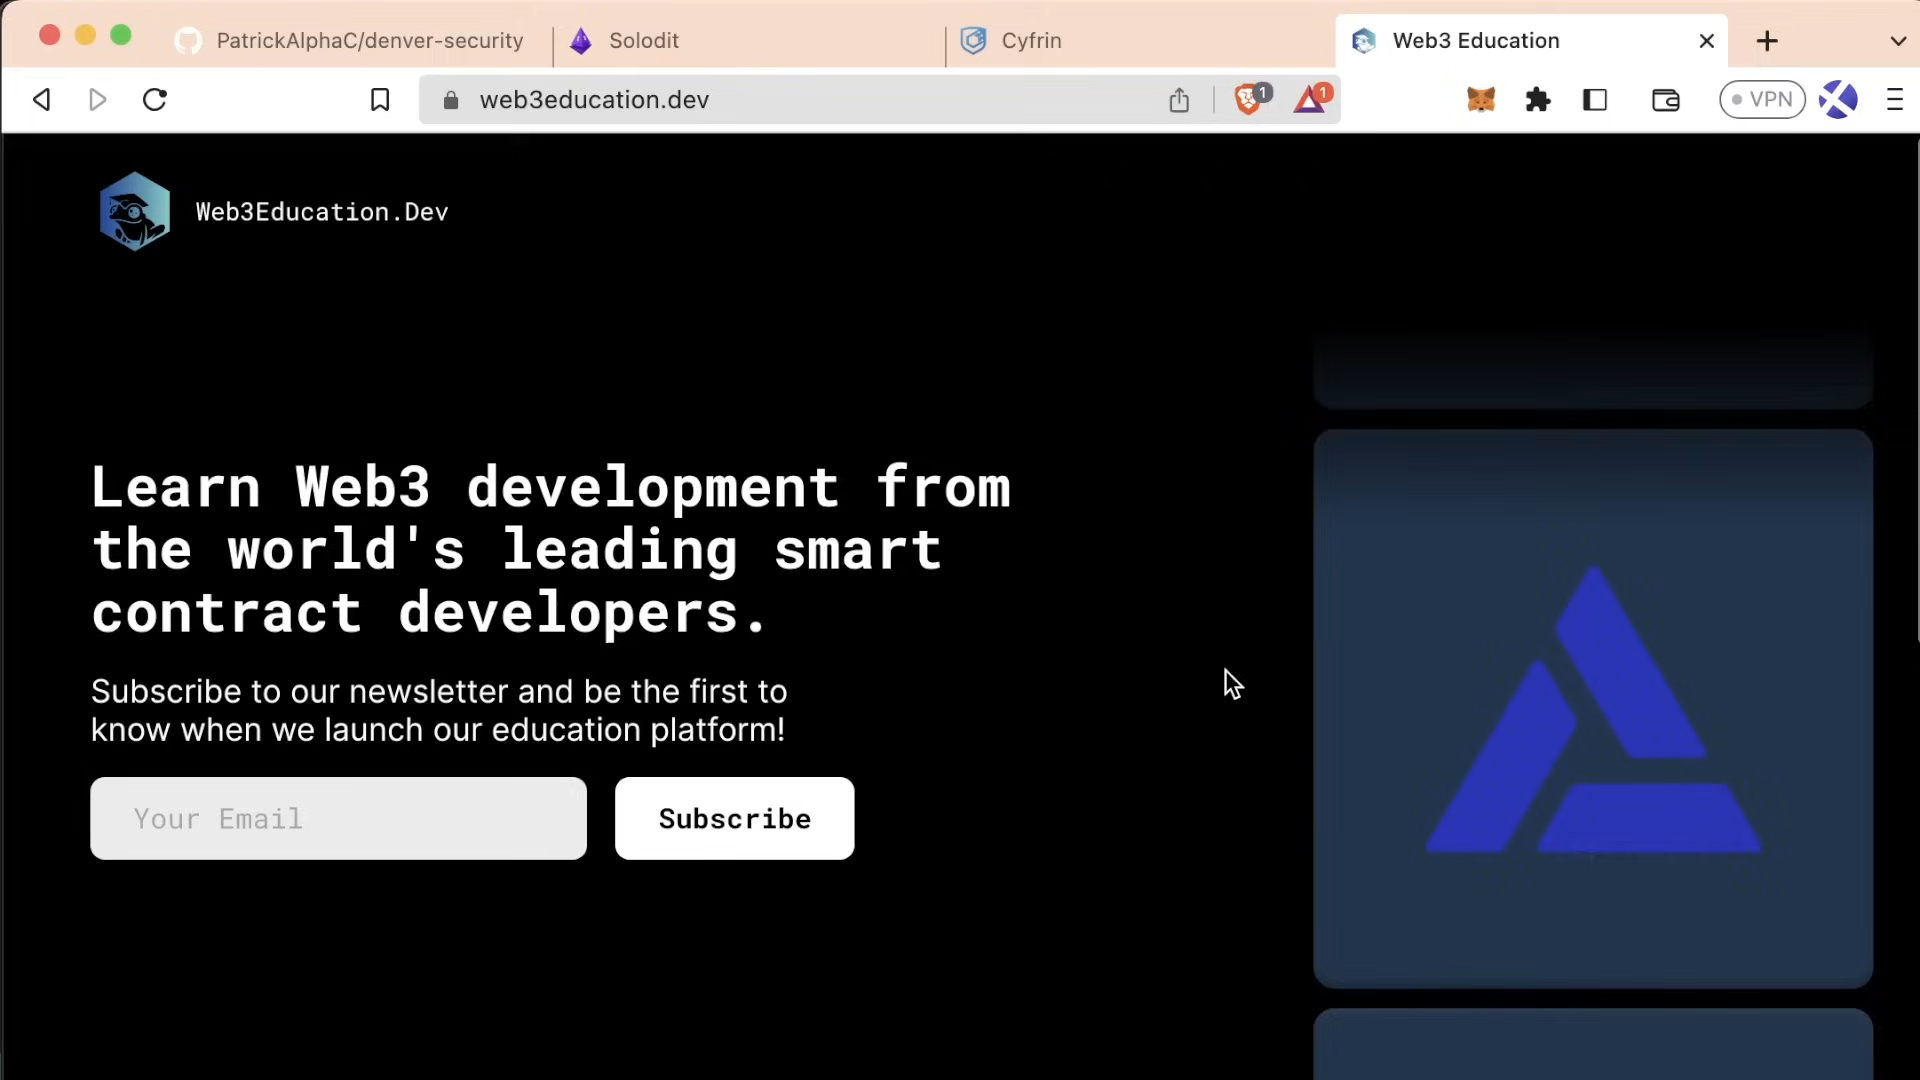 PatrickAlphaC/denver-security
Solodit
Cyfrin
Web3 Education
web3education.dev
1
1
VPN
Web3Education.Dev
Learn Web3 development from
the world's leading smart
contract developers.
Subscribe to our newsletter and be the first to
know when we launch our education platform!
Your Email
Subscribe